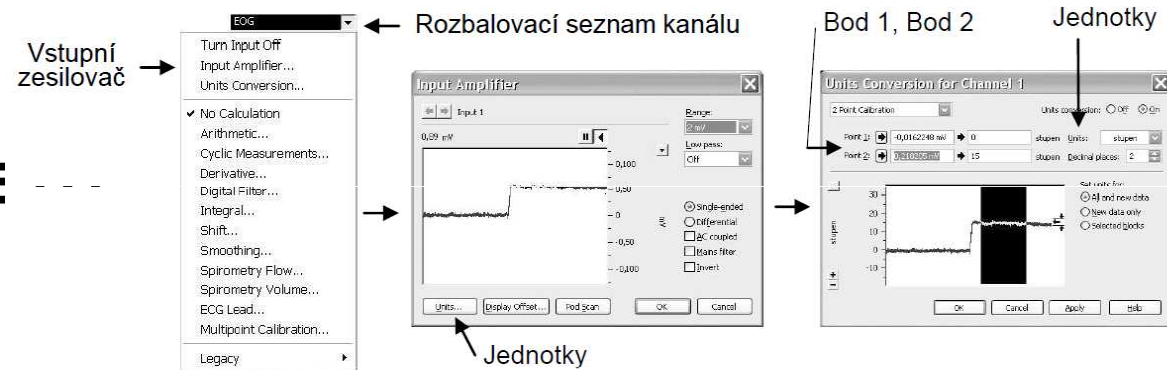 EOG
Rozbalovací seznam kanálu
Vstupní
zesilovač
Turn Input Off
Input Amplifier...
Units Conversion...
No Calculation
Arithmetic...
Cyclic Measurements...
Derivative...
Digital Filter...
Integral...
Shift...
Smoothing...
Spirometry Flow...
Spirometry Volume...
ECG Lead...
Multipoint Calibration...
Legacy
Input Amplifier
Input 1
0,89 mV
Range:
2 mV
Low pass:
Off
0,100
0,50
0
-0,50
-0,100
mV
Single-ended
Differential
AC coupled
Mains filter
Invert
Units...
Display Offset...
Pod Scan
OK
Cancel
Jednotky
Bod 1, Bod 2
Jednotky
Units Conversion for Channel 1
2 Point Calibration
Units conversion: Off On
Point 1: -0,0162248 mV 0 stupen Units: stupen
Point 2: 15 stupen Decimal places: 2
Set units for:
All and new data
New data only
Selected blocks
30
20
10
0
-10
stupen
OK
Cancel
Apply
Help